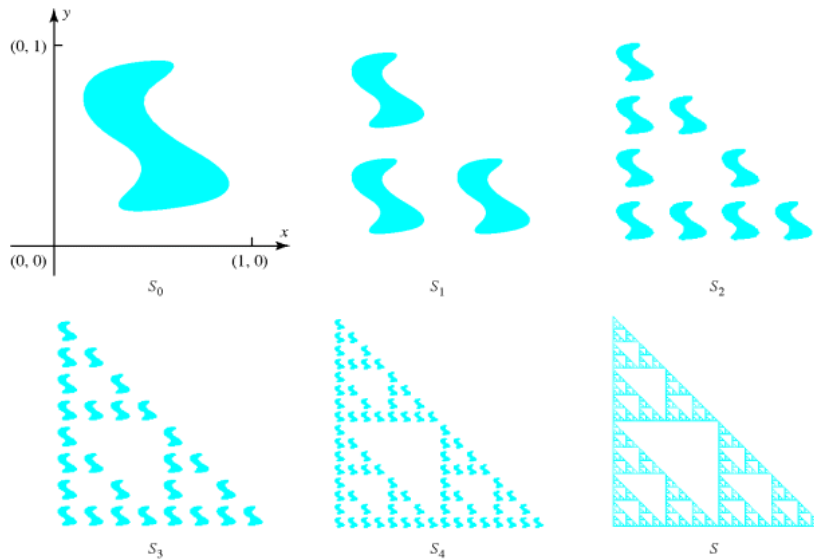 y
(0, 1)
x
(0, 0)
(1, 0)
S₀
S₁
S₂
S₃
S₄
S